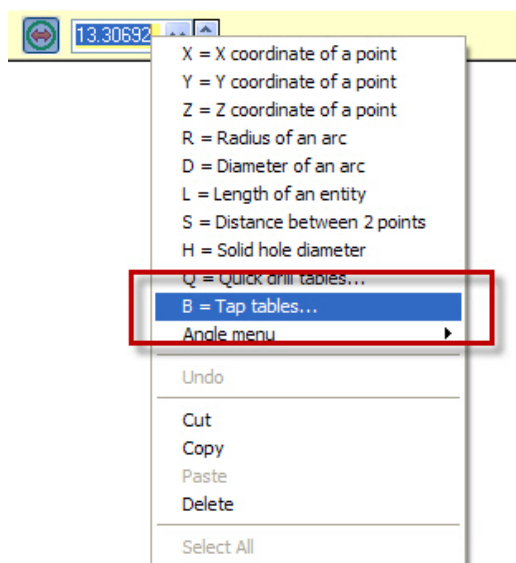 13.30692
X = X coordinate of a point
Y = Y coordinate of a point
Z = Z coordinate of a point
R = Radius of an arc
D = Diameter of an arc
L = Length of an entity
S = Distance between 2 points
H = Solid hole diameter
Q = Quick drill tables...
B = Tap tables...
Angle menu
Undo
Cut
Copy
Paste
Delete
Select All